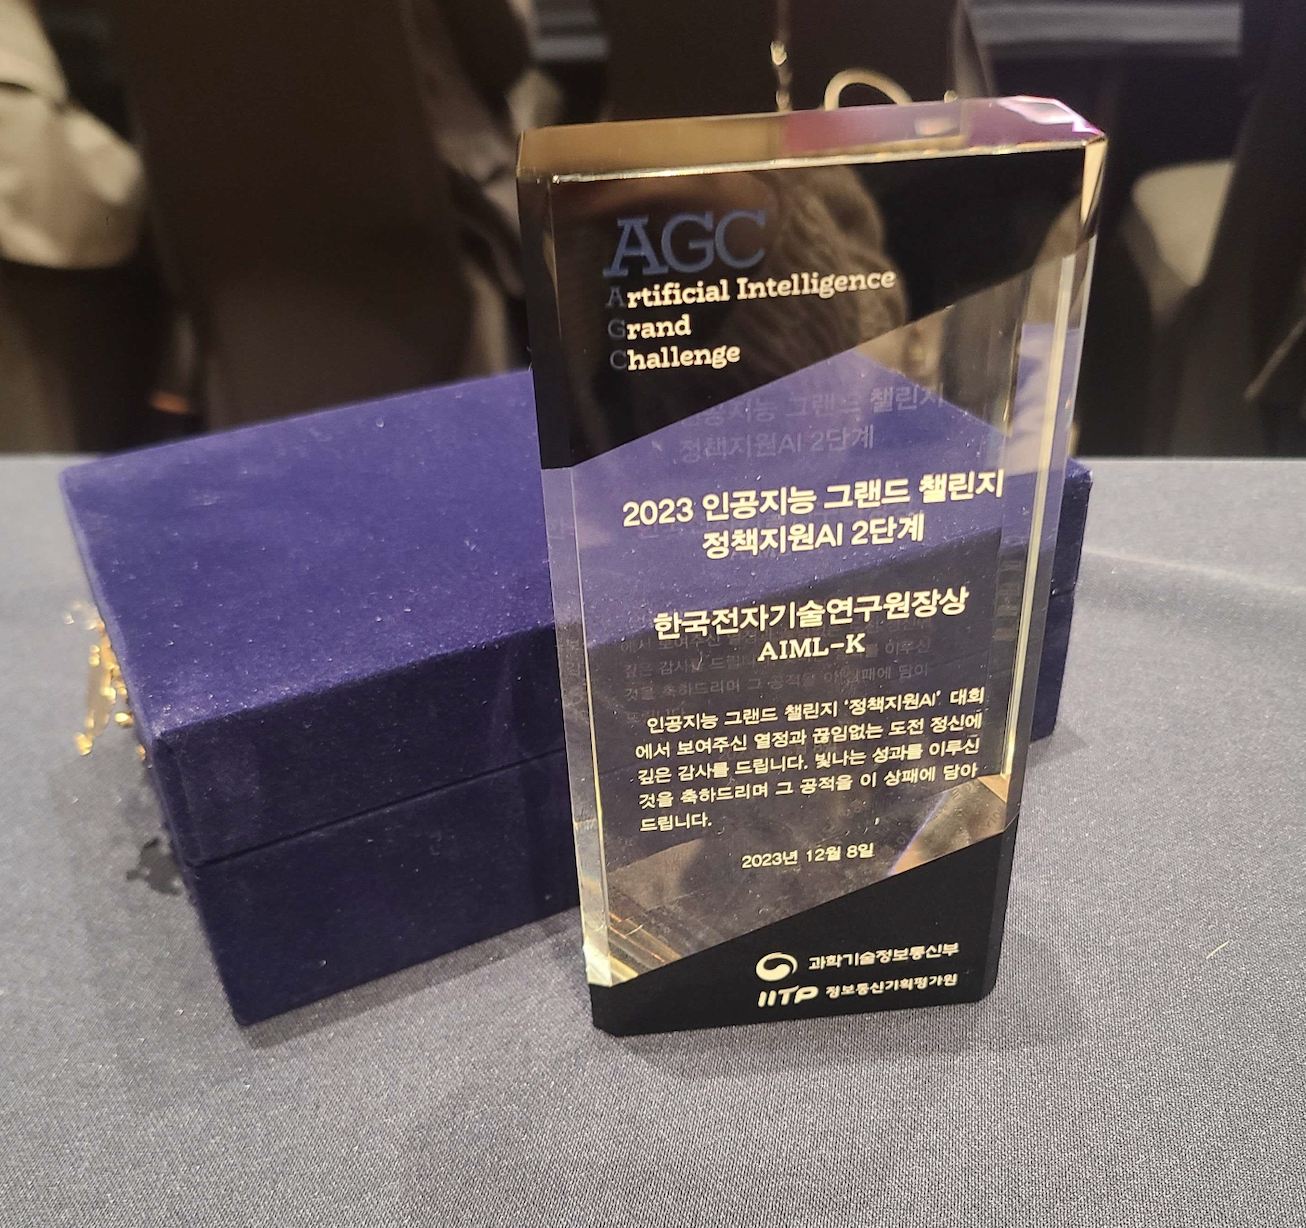 AGC
Artificial Intelligence
Grand
Challenge
2023 인공지능 그랜드 챌린지
정책지원AI 2단계
한국전자기술연구원장상
AIML-K
인공지능 그랜드 챌린지 '정책지원AI' 대회
에서 보여주신 열정과 끊임없는 도전 정신에
깊은 감사를 드립니다. 빛나는 성과를 이루신
것을 축하드리며 그 공적을 이 상패에 담아
드립니다.
2023년 12월 8일
과학기술정보통신부
IITP 정보통신기획평가원